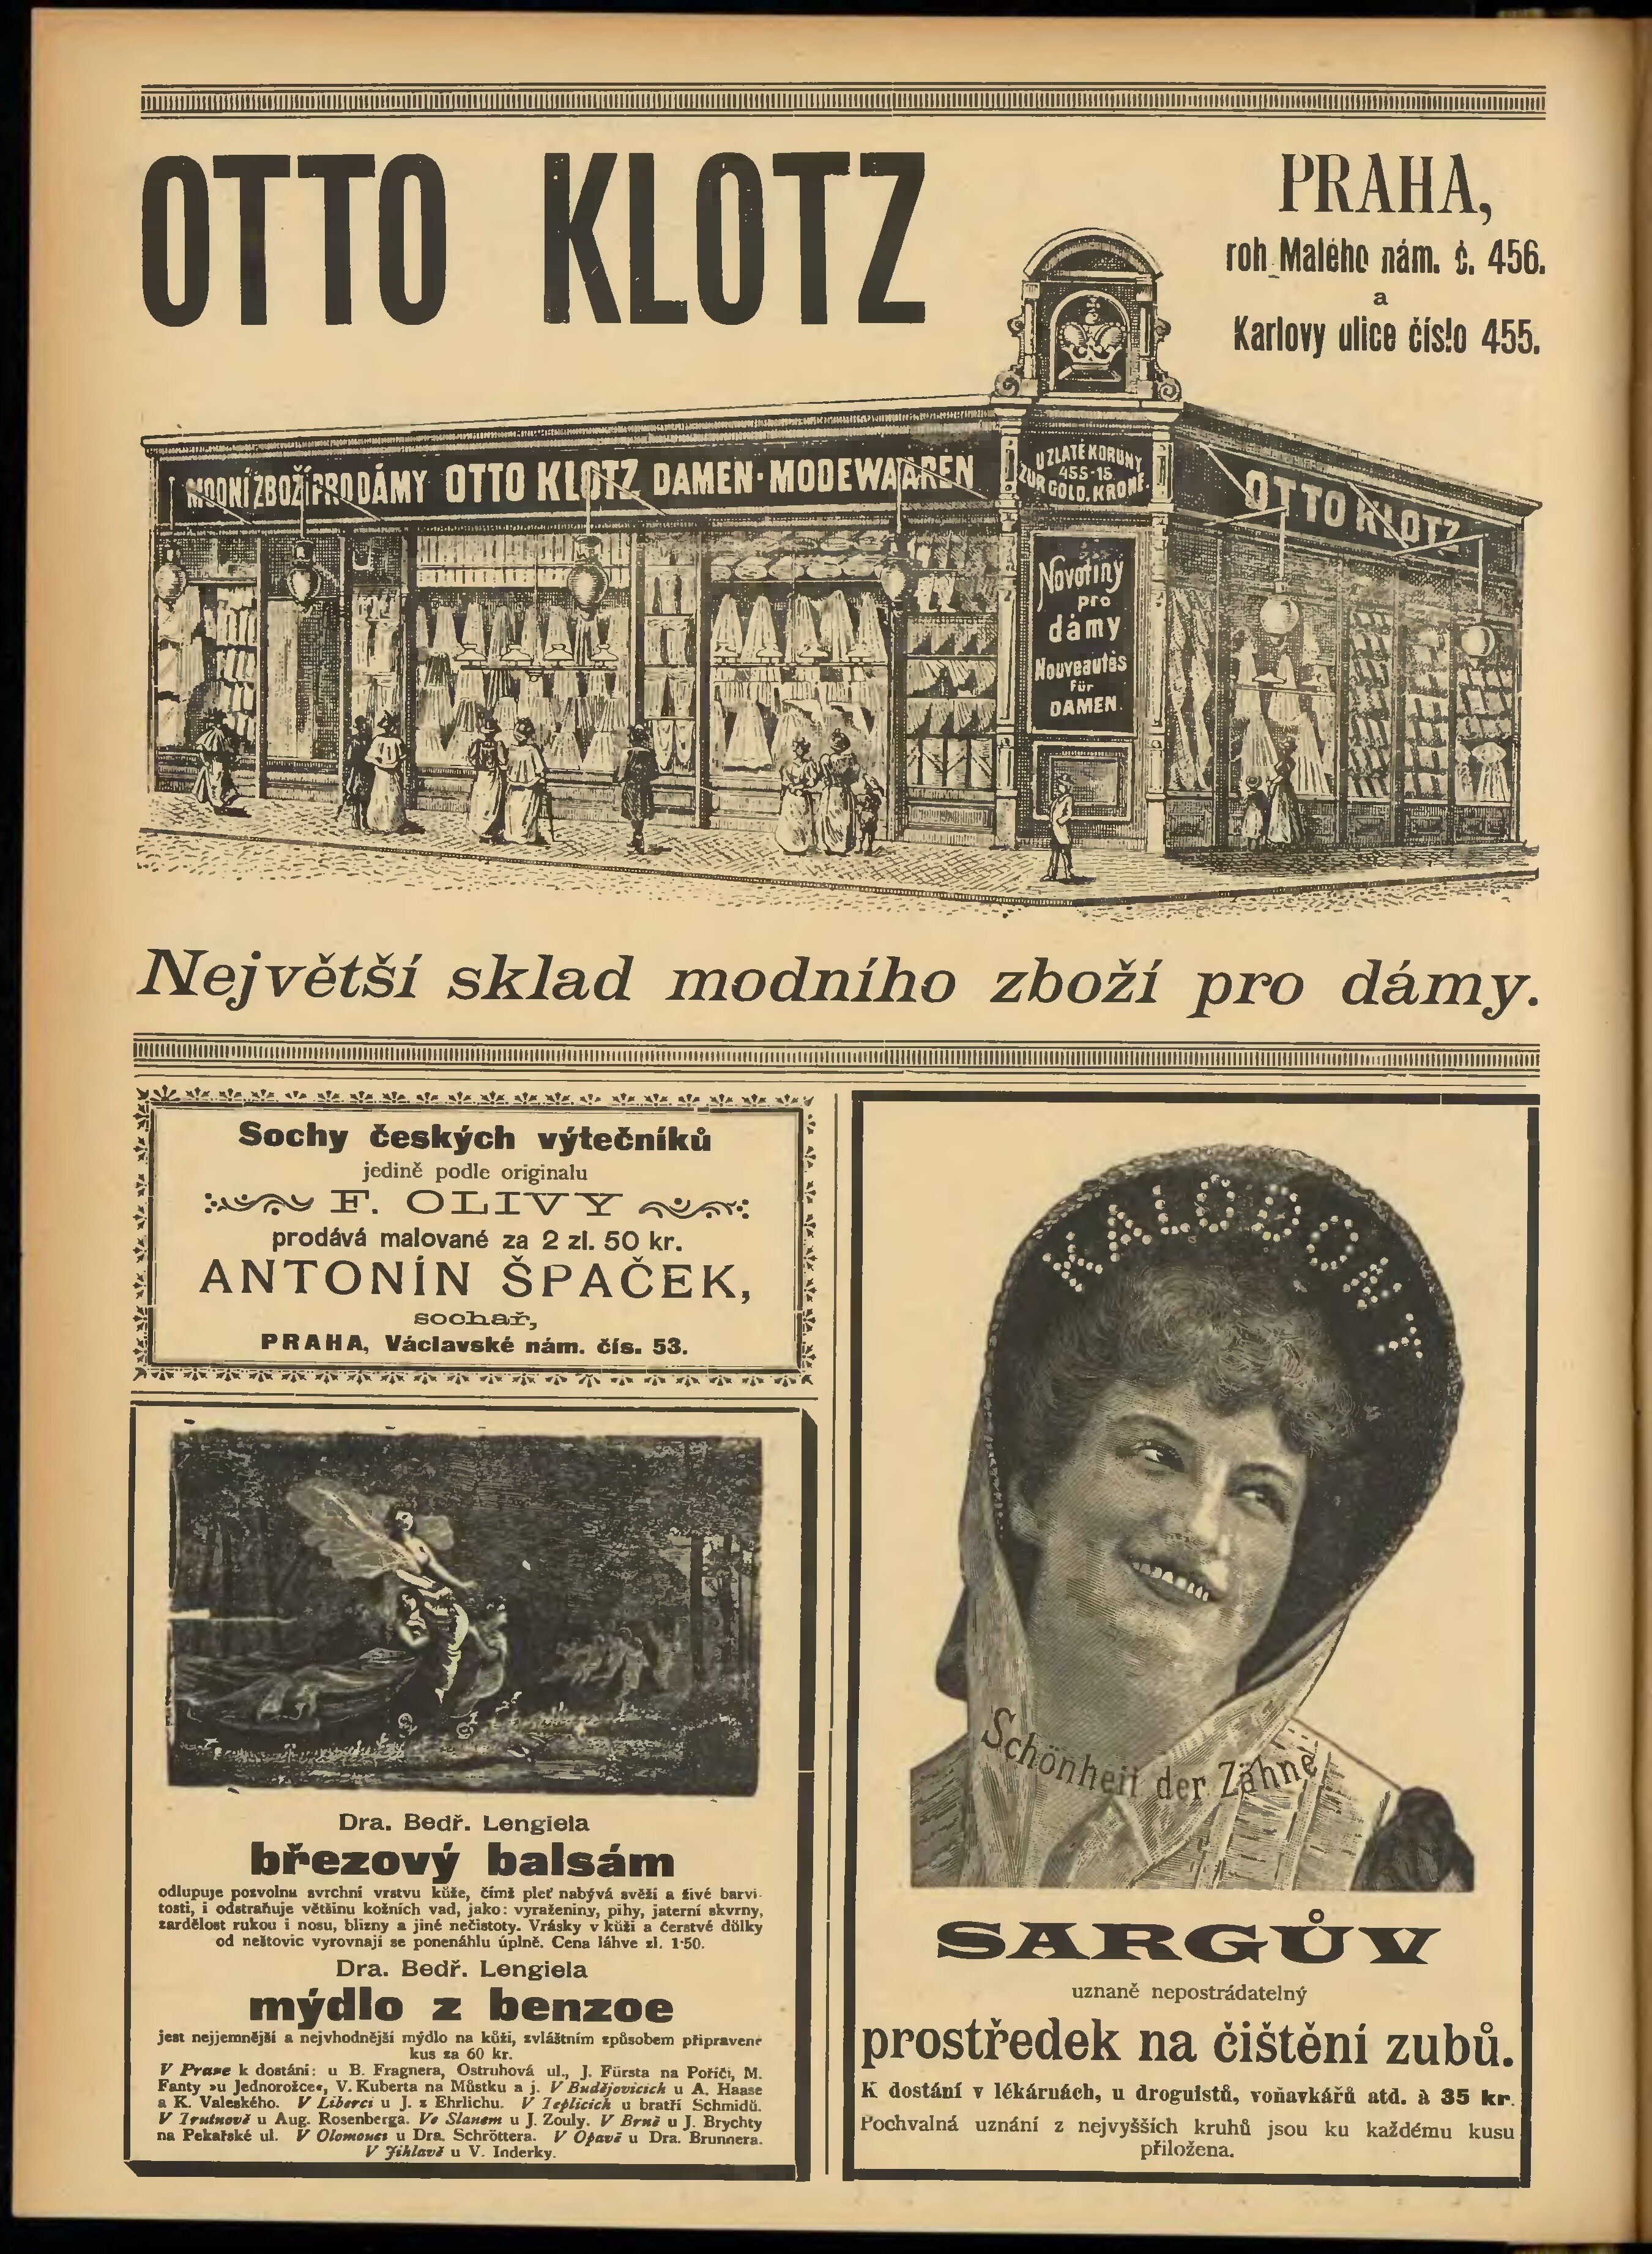 OTTO KLOTZ
PRAHA,
roh Malého nám. č. 456.
a
Karlovy ulice číslo 455.
MODNÍ ZBOŽÍ PRO DÁMY OTTO KLOTZ DAMEN-MODEWAAREN
U ZLATÉ KORUNY
455-15
ZUR GOLD. KRONE.
OTTO KLOTZ
Novotiny
pro
dámy
Nouveautés
Für
DAMEN.
Největší sklad modního zboží pro dámy.
Sochy českých výtečníků
jedině podle originalu
F. OLIVY
prodává malované za 2 zl. 50 kr.
ANTONÍN ŠPAČEK,
sochař,
PRAHA, Václavské nám. čís. 53.
Dra. Bedř. Lengiela
březový balsám
odlupuje pozvolna svrchní vrstvu kůže, čímž pleť nabývá svěží a živé barvi-
tosti, i odstraňuje většinu kožních vad, jako: vyraženiny, pihy, jaterní skvrny,
zardělost rukou i nosu, blizny a jiné nečistoty. Vrásky v kůži a čerstvé důlky
od neštovic vyrovnají se ponenáhlu úplně. Cena láhve zl. 1·50.
Dra. Bedř. Lengiela
mýdlo z benzoe
jest nejjemnější a nejvhodnější mýdlo na kůži, zvláštním způsobem připravené
kus za 60 kr.
V Praze k dostání: u B. Fragnera, Ostruhová ul., J. Fürsta na Poříčí, M.
Fanty »u Jednorožce«, V. Kuberta na Můstku a j. V Budějovicích u A. Haase
a K. Valeského. V Liberci u J. z Ehrlichu. V Teplicích u bratří Schmidů.
V Trutnově u Aug. Rosenberga. Ve Slaném u J. Zouly. V Brně u J. Brychty
na Pekařské ul. V Olomouci u Dra. Schröttera. V Opavě u Dra. Brunnera.
V Jihlavě u V. Inderky.
KALODONT
Schönheit der Zähne
SARGŮV
uznaně nepostrádatelný
prostředek na čištění zubů.
K dostání v lékárnách, u droguistů, voňavkářů atd. à 35 kr.
Pochvalná uznání z nejvyšších kruhů jsou ku každému kusu
přiložena.